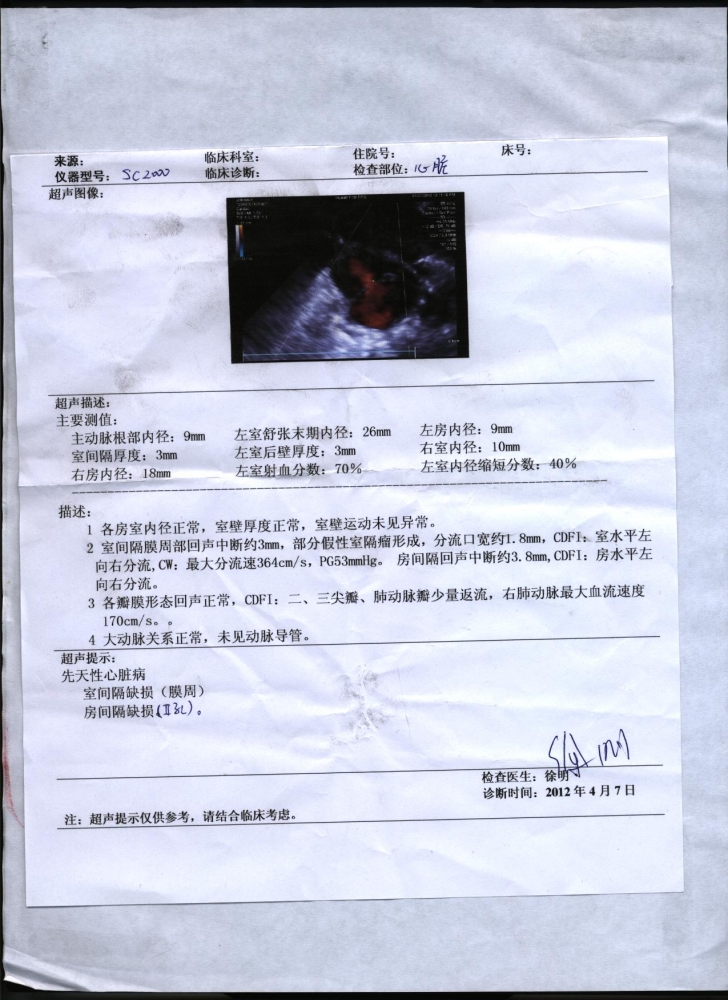 来源： 临床科室： 住院号： 床号：
仪器型号：SC2000 临床诊断： 检查部位：心脏
超声图像：
超声描述：
主要测值：
主动脉根部内径：9mm 左室舒张末期内径：26mm 左房内径：9mm
室间隔厚度：3mm 左室后壁厚度：3mm 右室内径：10mm
右房内径：18mm 左室射血分数：70% 左室内径缩短分数：40%
描述：
1 各房室内径正常，室壁厚度正常，室壁运动未见异常。
2 室间隔膜周部回声中断约3mm，部分假性室隔瘤形成，分流口宽约1.8mm，CDFI：室水平左
向右分流,CW：最大分流速364cm/s，PG53mmHg。 房间隔回声中断约3.8mm,CDFI：房水平左
向右分流。
3 各瓣膜形态回声正常，CDFI：二、三尖瓣、肺动脉瓣少量返流，右肺动脉最大血流速度
170cm/s。。
4 大动脉关系正常，未见动脉导管。
超声提示：
先天性心脏病
室间隔缺损（膜周）
房间隔缺损(II孔)。
检查医生：徐明
诊断时间：2012年4月7日
注：超声提示仅供参考，请结合临床考虑。